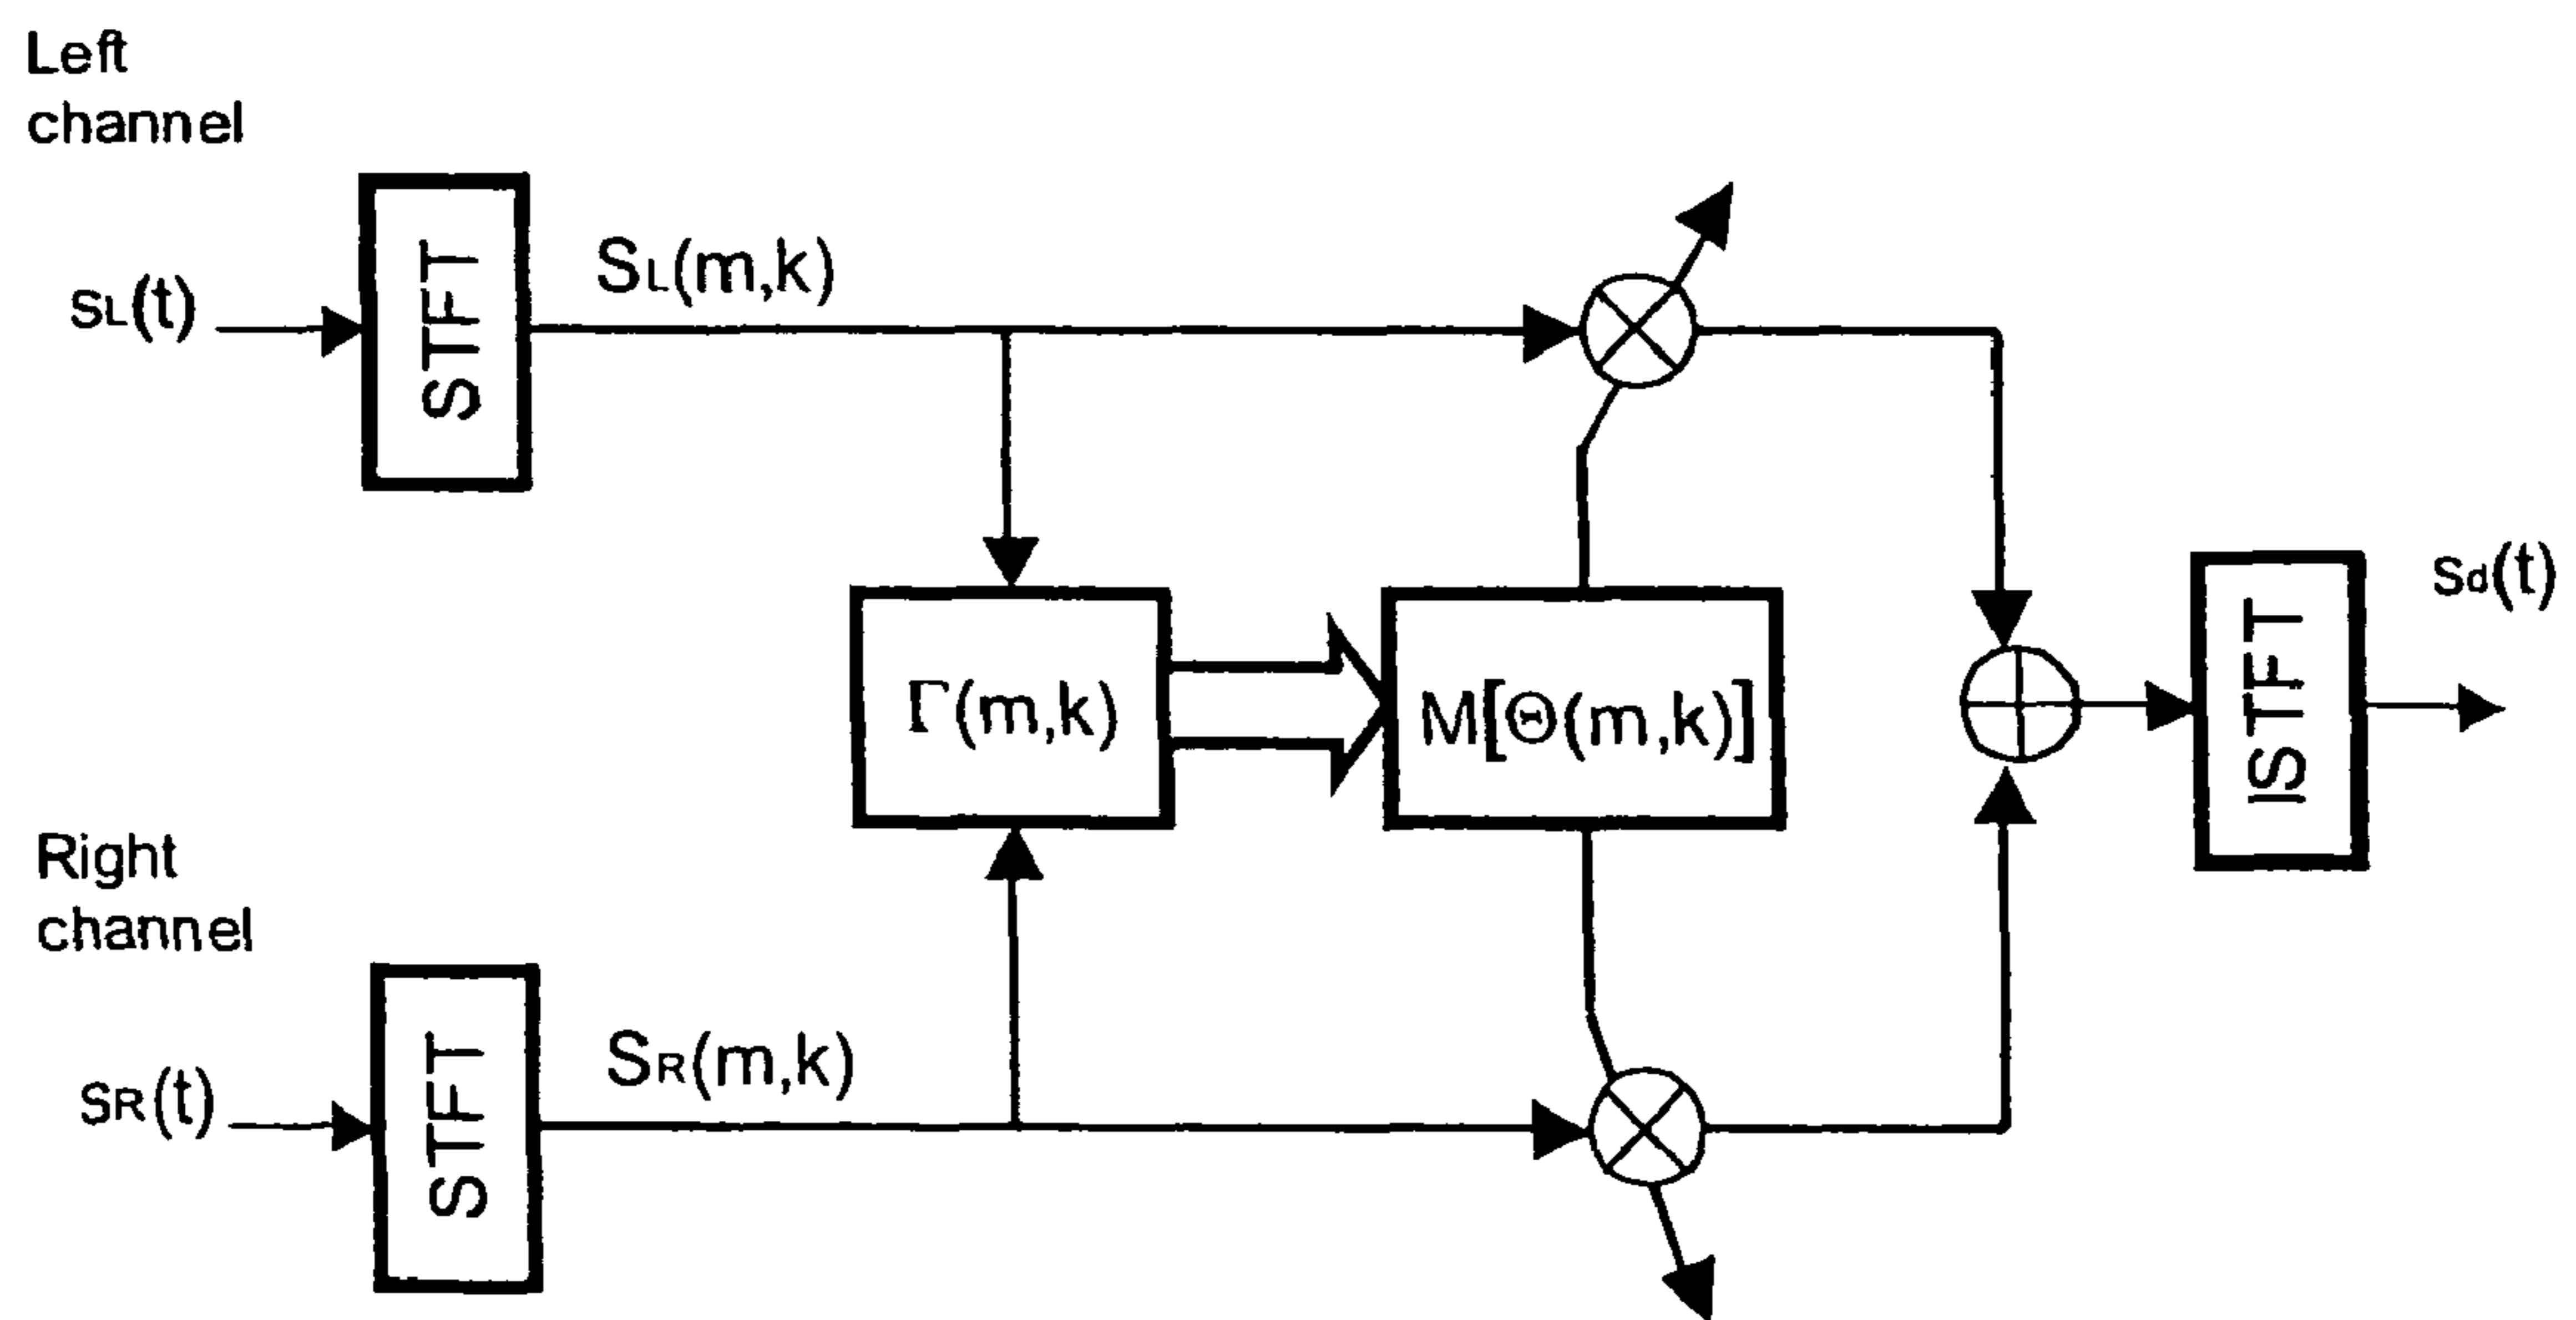 Left
channel
SL(t)
STFT
SL(m,k)
Γ(m,k)
M[Θ(m,k)]
ISTFT
Sd(t)
Right
channel
SR(t)
STFT
SR(m,k)